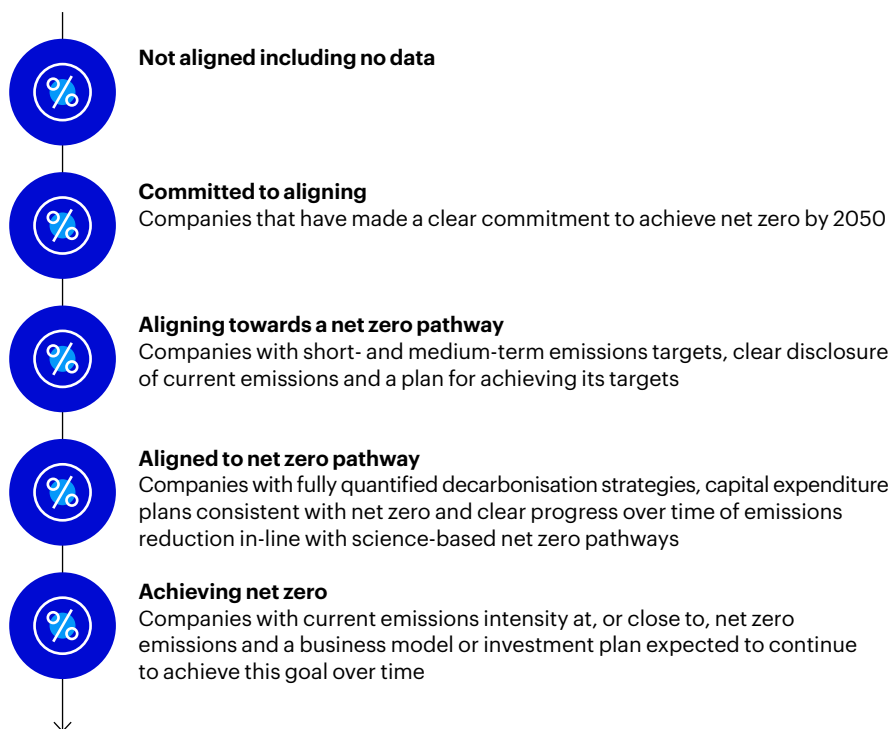 Not aligned including no data
Committed to aligning
Companies that have made a clear commitment to achieve net zero by 2050
Aligning towards a net zero pathway
Companies with short- and medium-term emissions targets, clear disclosure
of current emissions and a plan for achieving its targets
Aligned to net zero pathway
Companies with fully quantified decarbonisation strategies, capital expenditure
plans consistent with net zero and clear progress over time of emissions
reduction in-line with science-based net zero pathways
Achieving net zero
Companies with current emissions intensity at, or close to, net zero
emissions and a business model or investment plan expected to continue
to achieve this goal over time